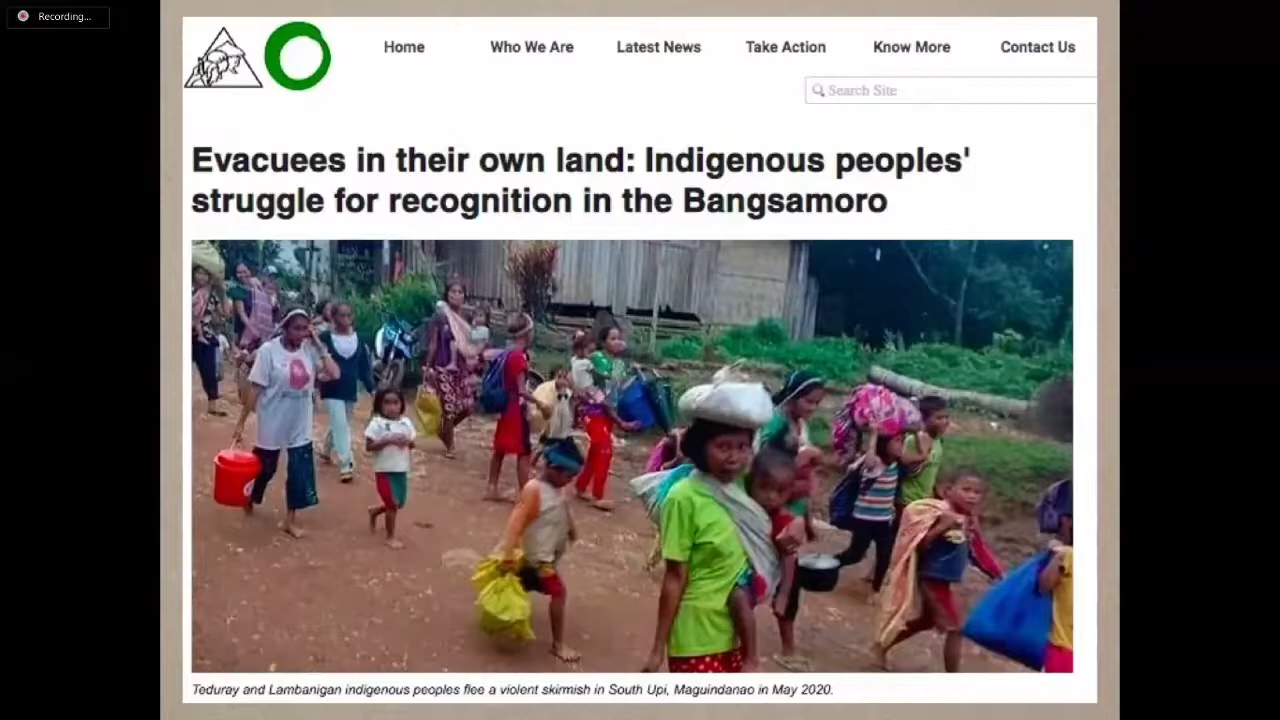 Recording...
Home Who We Are Latest News Take Action Know More Contact Us
Search Site
Evacuees in their own land: Indigenous peoples'
struggle for recognition in the Bangsamoro
Teduray and Lambanigan indigenous peoples flee a violent skirmish in South Upi, Maguindanao in May 2020.